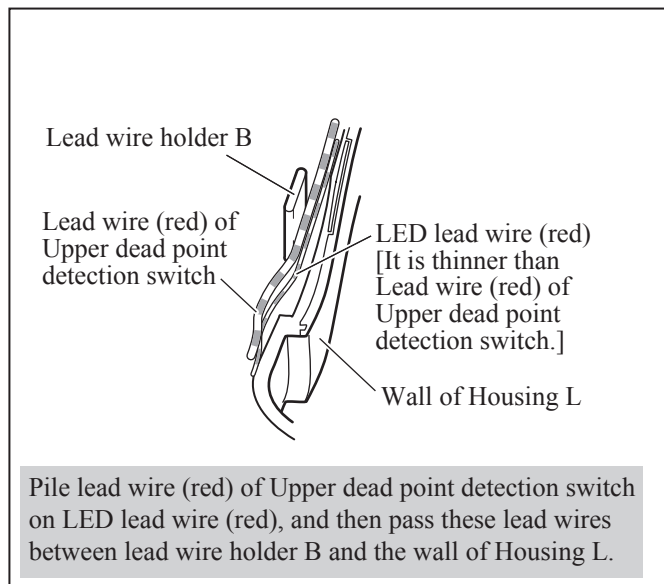 Lead wire holder B
Lead wire (red) of
Upper dead point
detection switch
LED lead wire (red)
[It is thinner than
Lead wire (red) of
Upper dead point
detection switch.]
Wall of Housing L
Pile lead wire (red) of Upper dead point detection switch
on LED lead wire (red), and then pass these lead wires
between lead wire holder B and the wall of Housing L.